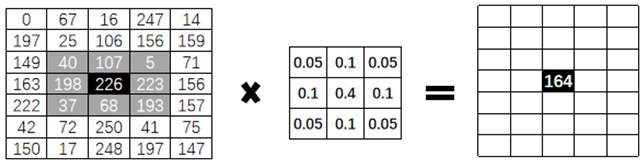 0 67 16 247 14
197 25 106 156 159
149 40 107 5 71
163 198 226 223 156
222 37 68 193 157
42 72 250 41 75
150 17 248 197 147
×
0.05 0.1 0.05
0.1 0.4 0.1
0.05 0.1 0.05
=
164